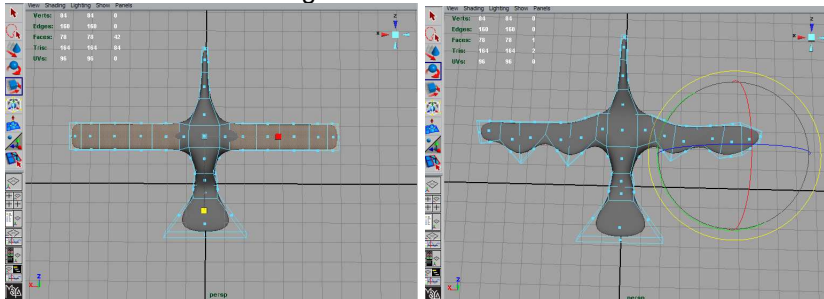 View Shading Lighting Show Panels
Verts: 84 84 0
Edges: 160 160 0
Faces: 78 78 42
Tris: 164 164 84
UVs: 96 96 0
z
x
z
x
persp
View Shading Lighting Show Panels
Verts: 84 84 0
Edges: 160 160 0
Faces: 78 78 1
Tris: 164 164 2
UVs: 96 96 0
z
x
z
x
persp